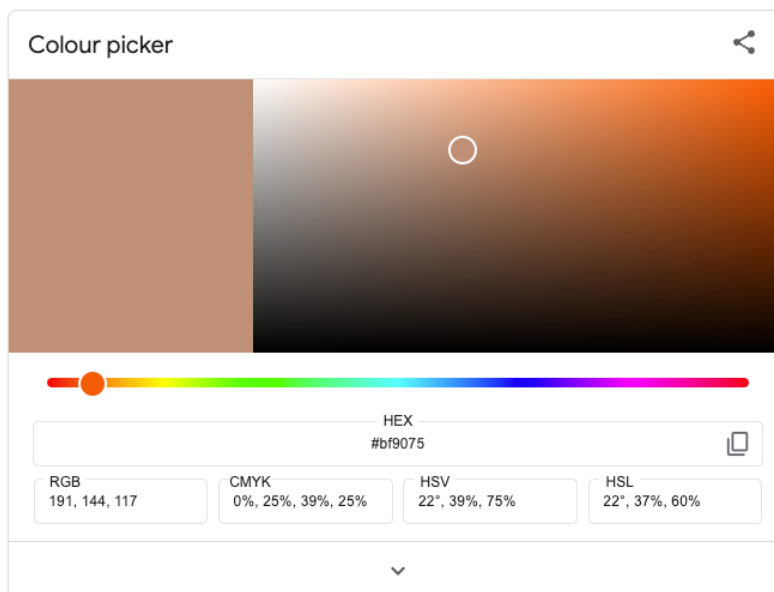 Colour picker
HEX
#bf9075
RGB
191, 144, 117
CMYK
0%, 25%, 39%, 25%
HSV
22°, 39%, 75%
HSL
22°, 37%, 60%